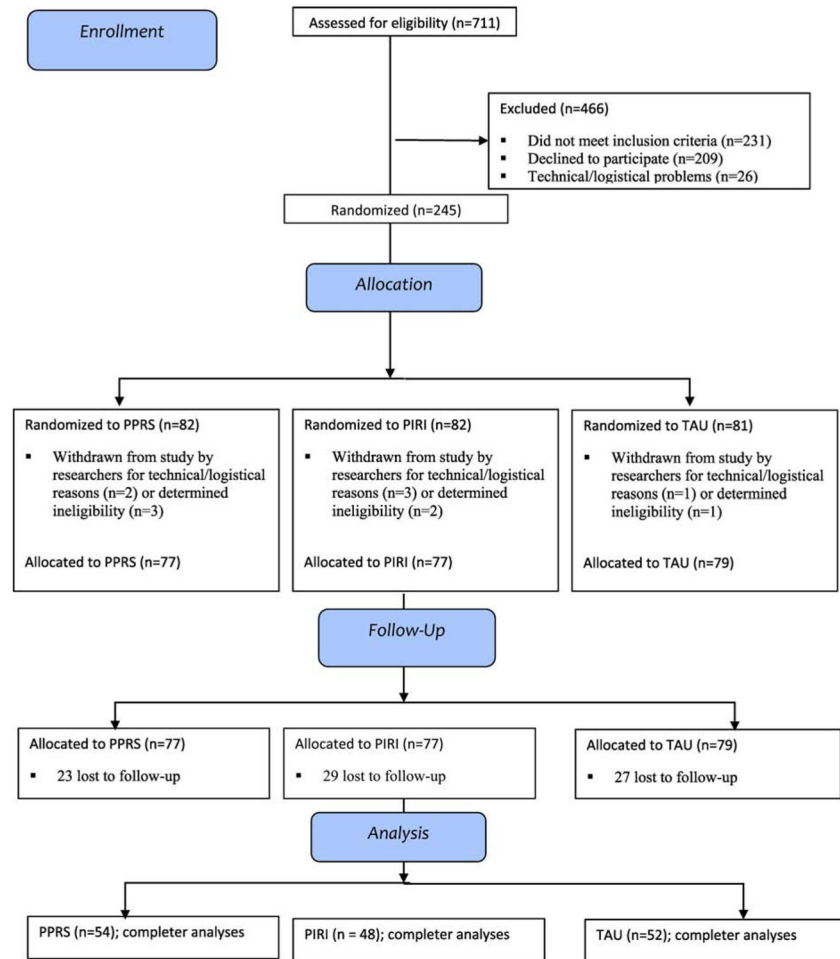 Enrollment
Assessed for eligibility (n=711)
Excluded (n=466)
▪ Did not meet inclusion criteria (n=231)
▪ Declined to participate (n=209)
▪ Technical/logistical problems (n=26)
Randomized (n=245)
Allocation
Randomized to PPRS (n=82)
▪ Withdrawn from study by
researchers for technical/logistical
reasons (n=2) or determined
ineligibility (n=3)
Allocated to PPRS (n=77)
Randomized to PIRI (n=82)
▪ Withdrawn from study by
researchers for technical/logistical
reasons (n=3) or determined
ineligibility (n=2)
Allocated to PIRI (n=77)
Randomized to TAU (n=81)
▪ Withdrawn from study by
researchers for technical/logistical
reasons (n=1) or determined
ineligibility (n=1)
Allocated to TAU (n=79)
Follow-Up
Allocated to PPRS (n=77)
▪ 23 lost to follow-up
Allocated to PIRI (n=77)
▪ 29 lost to follow-up
Allocated to TAU (n=79)
▪ 27 lost to follow-up
Analysis
PPRS (n=54); completer analyses
PIRI (n = 48); completer analyses
TAU (n=52); completer analyses